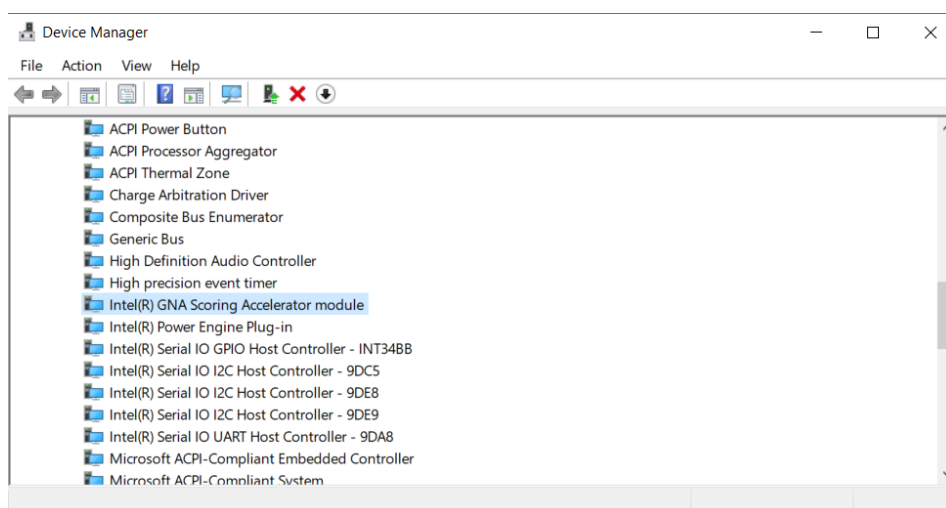 Device Manager
File Action View Help
ACPI Power Button
ACPI Processor Aggregator
ACPI Thermal Zone
Charge Arbitration Driver
Composite Bus Enumerator
Generic Bus
High Definition Audio Controller
High precision event timer
Intel(R) GNA Scoring Accelerator module
Intel(R) Power Engine Plug-in
Intel(R) Serial IO GPIO Host Controller - INT34BB
Intel(R) Serial IO I2C Host Controller - 9DC5
Intel(R) Serial IO I2C Host Controller - 9DE8
Intel(R) Serial IO I2C Host Controller - 9DE9
Intel(R) Serial IO UART Host Controller - 9DA8
Microsoft ACPI-Compliant Embedded Controller
Microsoft ACPI-Compliant System